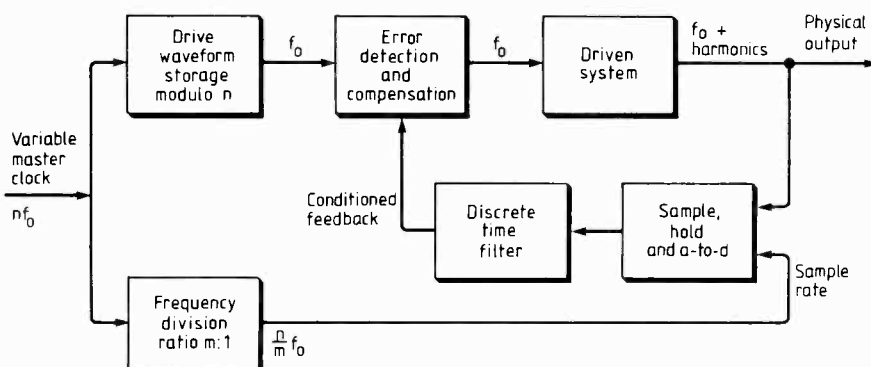 Drive
waveform
storage
modulo n
f₀
Error
detection
and
compensation
f₀
Driven
system
f₀ +
harmonics
Physical
output
Variable
master
clock
nf₀
Conditioned
feedback
Discrete
time
filter
Sample,
hold
and a-to-d
Sample
rate
Frequency
division
ratio m:1
n/m f₀